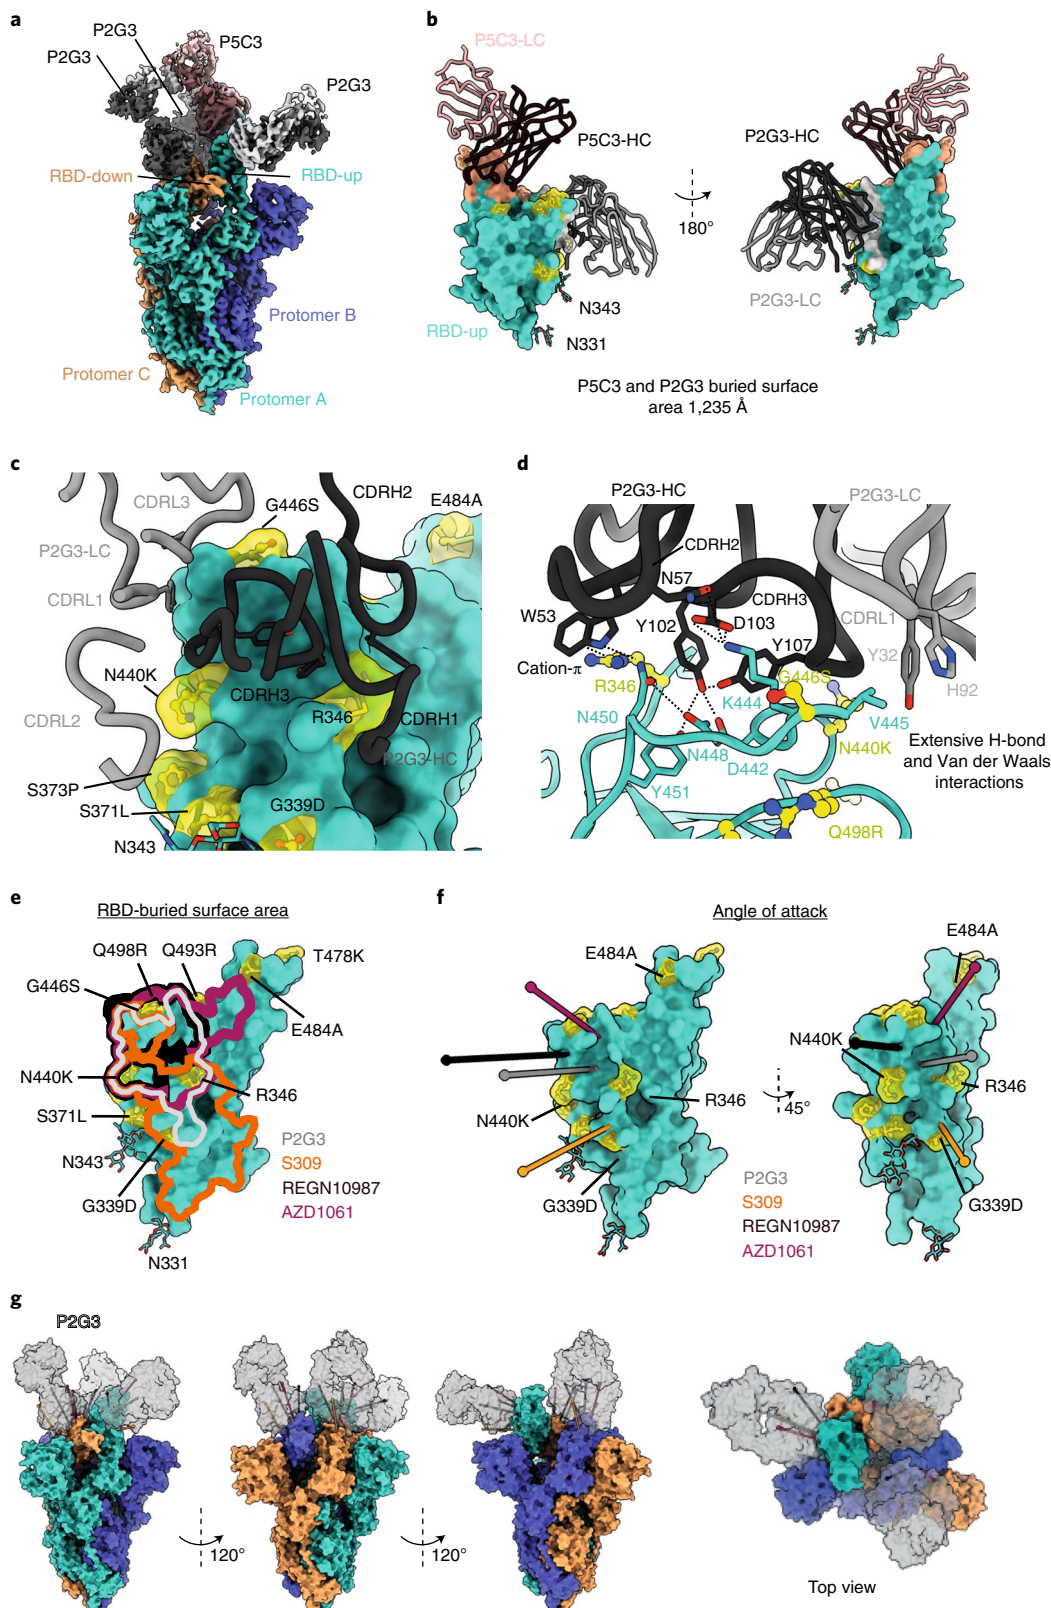 a
P2G3
P2G3
P5C3
P2G3
RBD-down
RBD-up
Protomer B
Protomer C
Protomer A
b
P5C3-LC
P5C3-HC
P2G3-HC
180°
P2G3-LC
N343
RBD-up
N331
P5C3 and P2G3 buried surface
area 1,235 Å
c
CDRL3
CDRH2
G446S
E484A
P2G3-LC
CDRL1
N440K
CDRH3
R346
CDRH1
CDRL2
P2G3-HC
S373P
S371L
G339D
N343
d
P2G3-HC
P2G3-LC
CDRH2
N57
CDRH3
W53
D103
CDRL1
Y102
Y107
Y32
Cation-π
R346
G446S
H92
K444
N450
V445
N448
N440K
D442
Extensive H-bond
and Van der Waals
interactions
Y451
Q498R
e
RBD-buried surface area
Q498R
Q493R
T478K
G446S
E484A
N440K
R346
S371L
N343
P2G3
S309
G339D
REGN10987
AZD1061
N331
f
Angle of attack
E484A
E484A
N440K
R346
R346
N440K
45°
P2G3
G339D
S309
G339D
REGN10987
AZD1061
g
P2G3
120°
120°
Top view